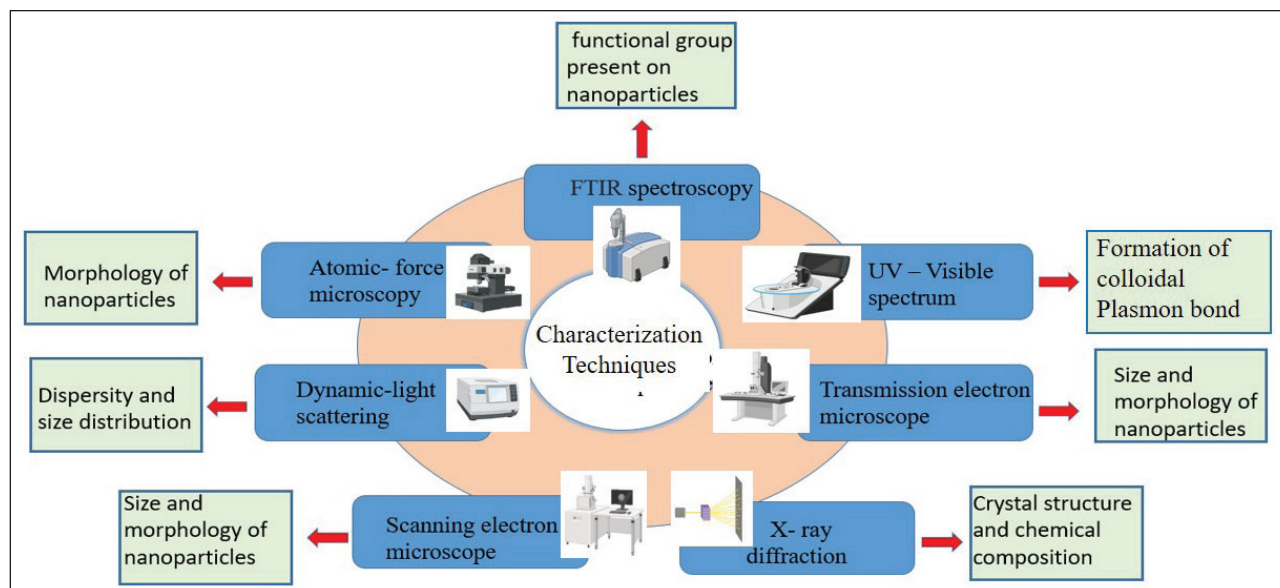 functional group
present on
nanoparticles
FTIR spectroscopy
Morphology of
nanoparticles
Atomic- force
microscopy
UV – Visible
spectrum
Formation of
colloidal
Plasmon bond
Characterization
Techniques
Dispersity and
size distribution
Dynamic-light
scattering
Transmission electron
microscope
Size and
morphology of
nanoparticles
Size and
morphology of
nanoparticles
Scanning electron
microscope
X- ray
diffraction
Crystal structure
and chemical
composition